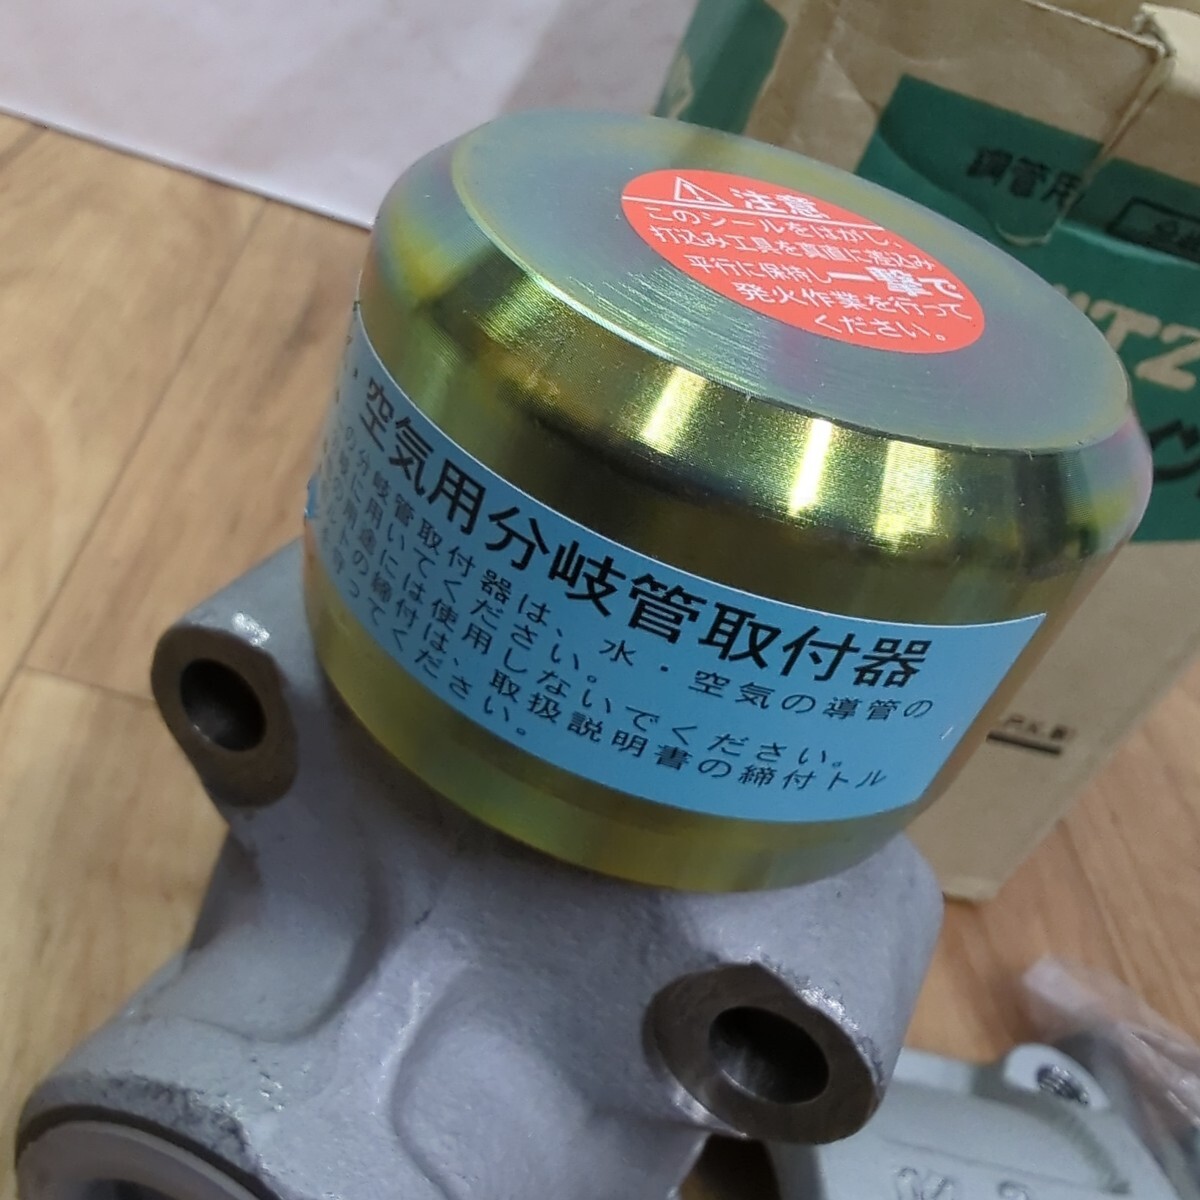 注意
このシールをはがし、
打込み工具を真直に差込み
平行に保持し一撃で
発火作業を行って
ください。
・空気用分岐管取付器
の分岐管取付器は、水・空気の導管の
に用いてください。
の用途には使用しないでください。
の締付は、取扱説明書の締付トル
行ってください。
鋼管用
ITZ